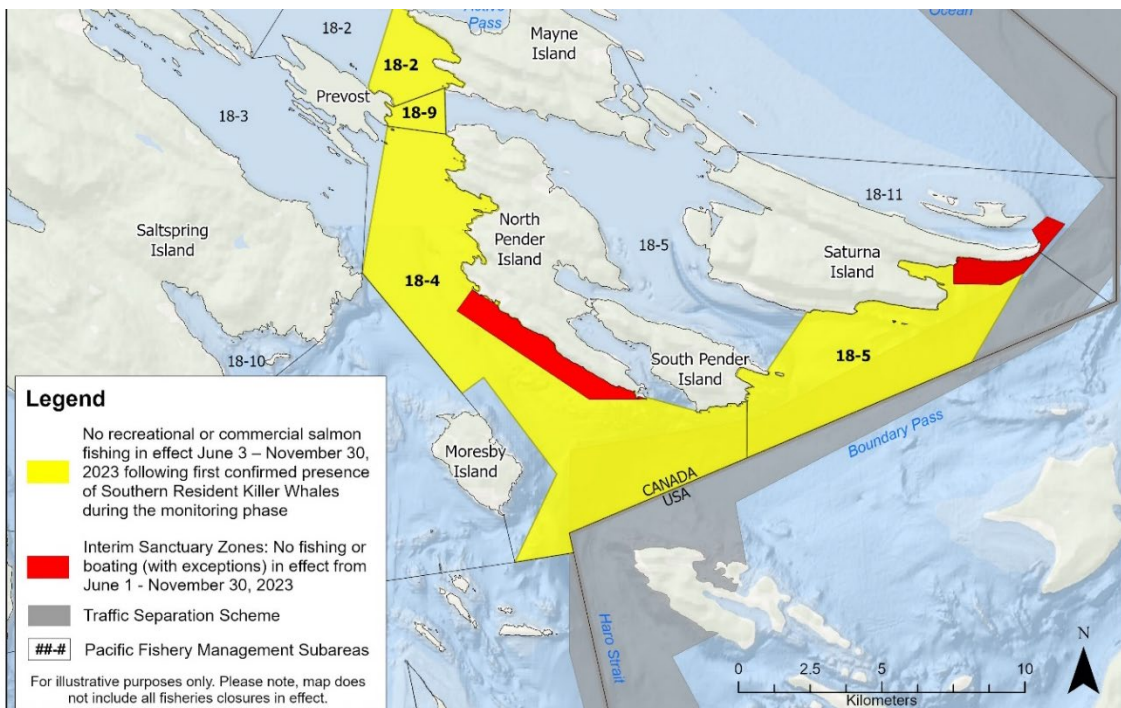 Active
Pass
Ocean
18-2
Mayne
Island
18-2
Prevost
18-9
18-3
18-11
North
Pender
Island
Saltspring
Island
18-5
Saturna
Island
18-4
18-5
South Pender
Island
18-10
Boundary Pass
Moresby
Island
CANADA
USA
Haro Strait
Legend
No recreational or commercial salmon
fishing in effect June 3 – November 30,
2023 following first confirmed presence
of Southern Resident Killer Whales
during the monitoring phase
Interim Sanctuary Zones: No fishing or
boating (with exceptions) in effect from
June 1 - November 30, 2023
Traffic Separation Scheme
##-# Pacific Fishery Management Subareas
For illustrative purposes only. Please note, map does
not include all fisheries closures in effect.
N
0 2.5 5 10
Kilometers